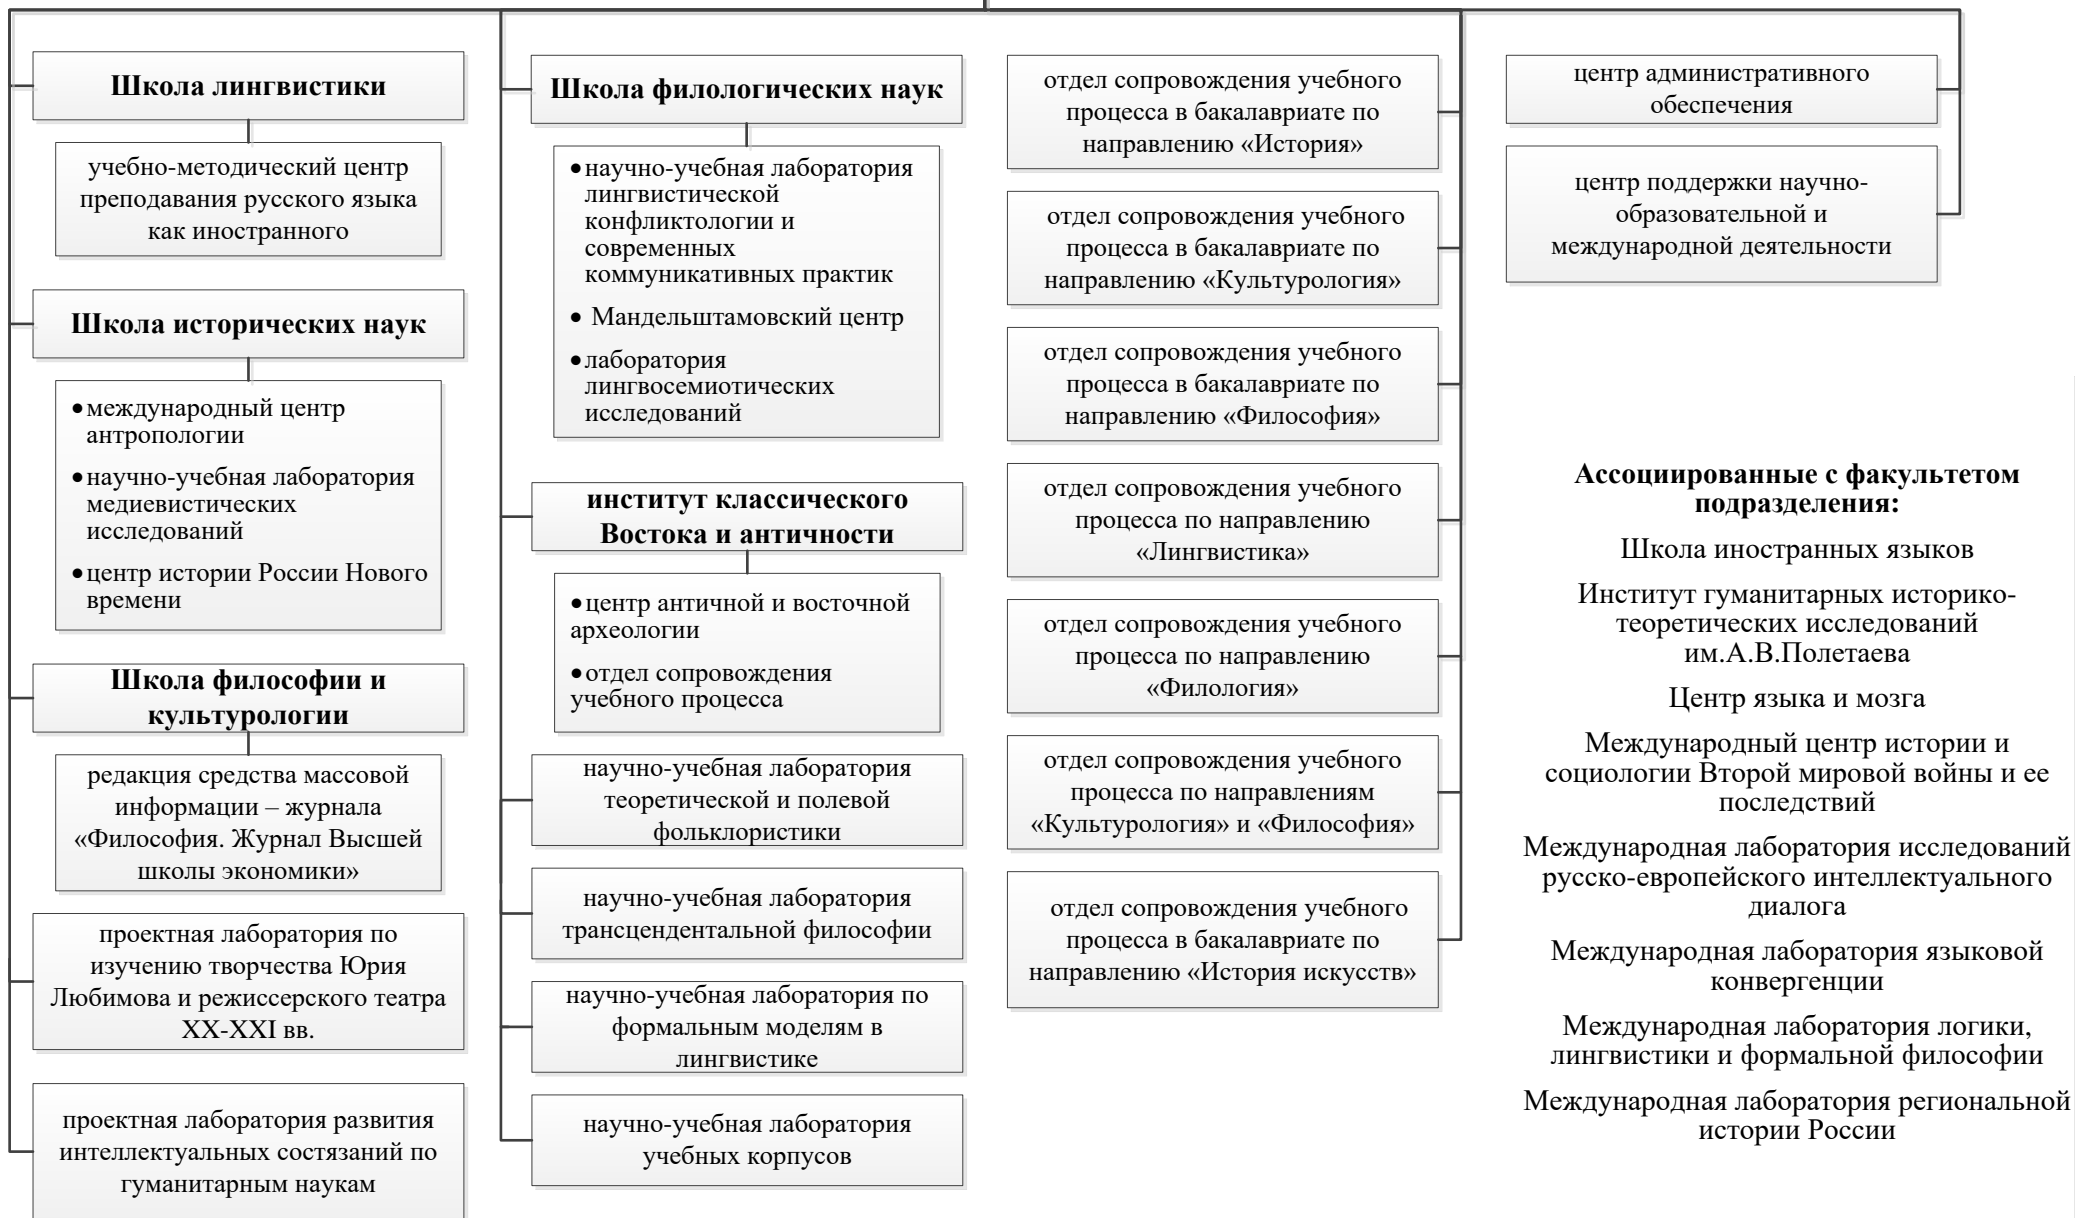 Школа лингвистики
учебно-методический центр
преподавания русского языка
как иностранного
Школа исторических наук
•международный центр
антропологии
•научно-учебная лаборатория
медиевистических
исследований
•центр истории России Нового
времени
Школа философии и
культурологии
редакция средства массовой
информации – журнала
«Философия. Журнал Высшей
школы экономики»
проектная лаборатория по
изучению творчества Юрия
Любимова и режиссерского театра
XX-XXI вв.
проектная лаборатория развития
интеллектуальных состязаний по
гуманитарным наукам
Школа филологических наук
•научно-учебная лаборатория
лингвистической
конфликтологии и
современных
коммуникативных практик
• Мандельштамовский центр
•лаборатория
лингвосемиотических
исследований
институт классического
Востока и античности
•центр античной и восточной
археологии
•отдел сопровождения
учебного процесса
научно-учебная лаборатория
теоретической и полевой
фольклористики
научно-учебная лаборатория
трансцендентальной философии
научно-учебная лаборатория по
формальным моделям в
лингвистике
научно-учебная лаборатория
учебных корпусов
отдел сопровождения учебного
процесса в бакалавриате по
направлению «История»
отдел сопровождения учебного
процесса в бакалавриате по
направлению «Культурология»
отдел сопровождения учебного
процесса в бакалавриате по
направлению «Философия»
отдел сопровождения учебного
процесса по направлению
«Лингвистика»
отдел сопровождения учебного
процесса по направлению
«Филология»
отдел сопровождения учебного
процесса по направлениям
«Культурология» и «Философия»
отдел сопровождения учебного
процесса в бакалавриате по
направлению «История искусств»
центр административного
обеспечения
центр поддержки научно-
образовательной и
международной деятельности
Ассоциированные с факультетом
подразделения:
Школа иностранных языков
Институт гуманитарных историко-
теоретических исследований
им.А.В.Полетаева
Центр языка и мозга
Международный центр истории и
социологии Второй мировой войны и ее
последствий
Международная лаборатория исследований
русско-европейского интеллектуального
диалога
Международная лаборатория языковой
конвергенции
Международная лаборатория логики,
лингвистики и формальной философии
Международная лаборатория региональной
истории России